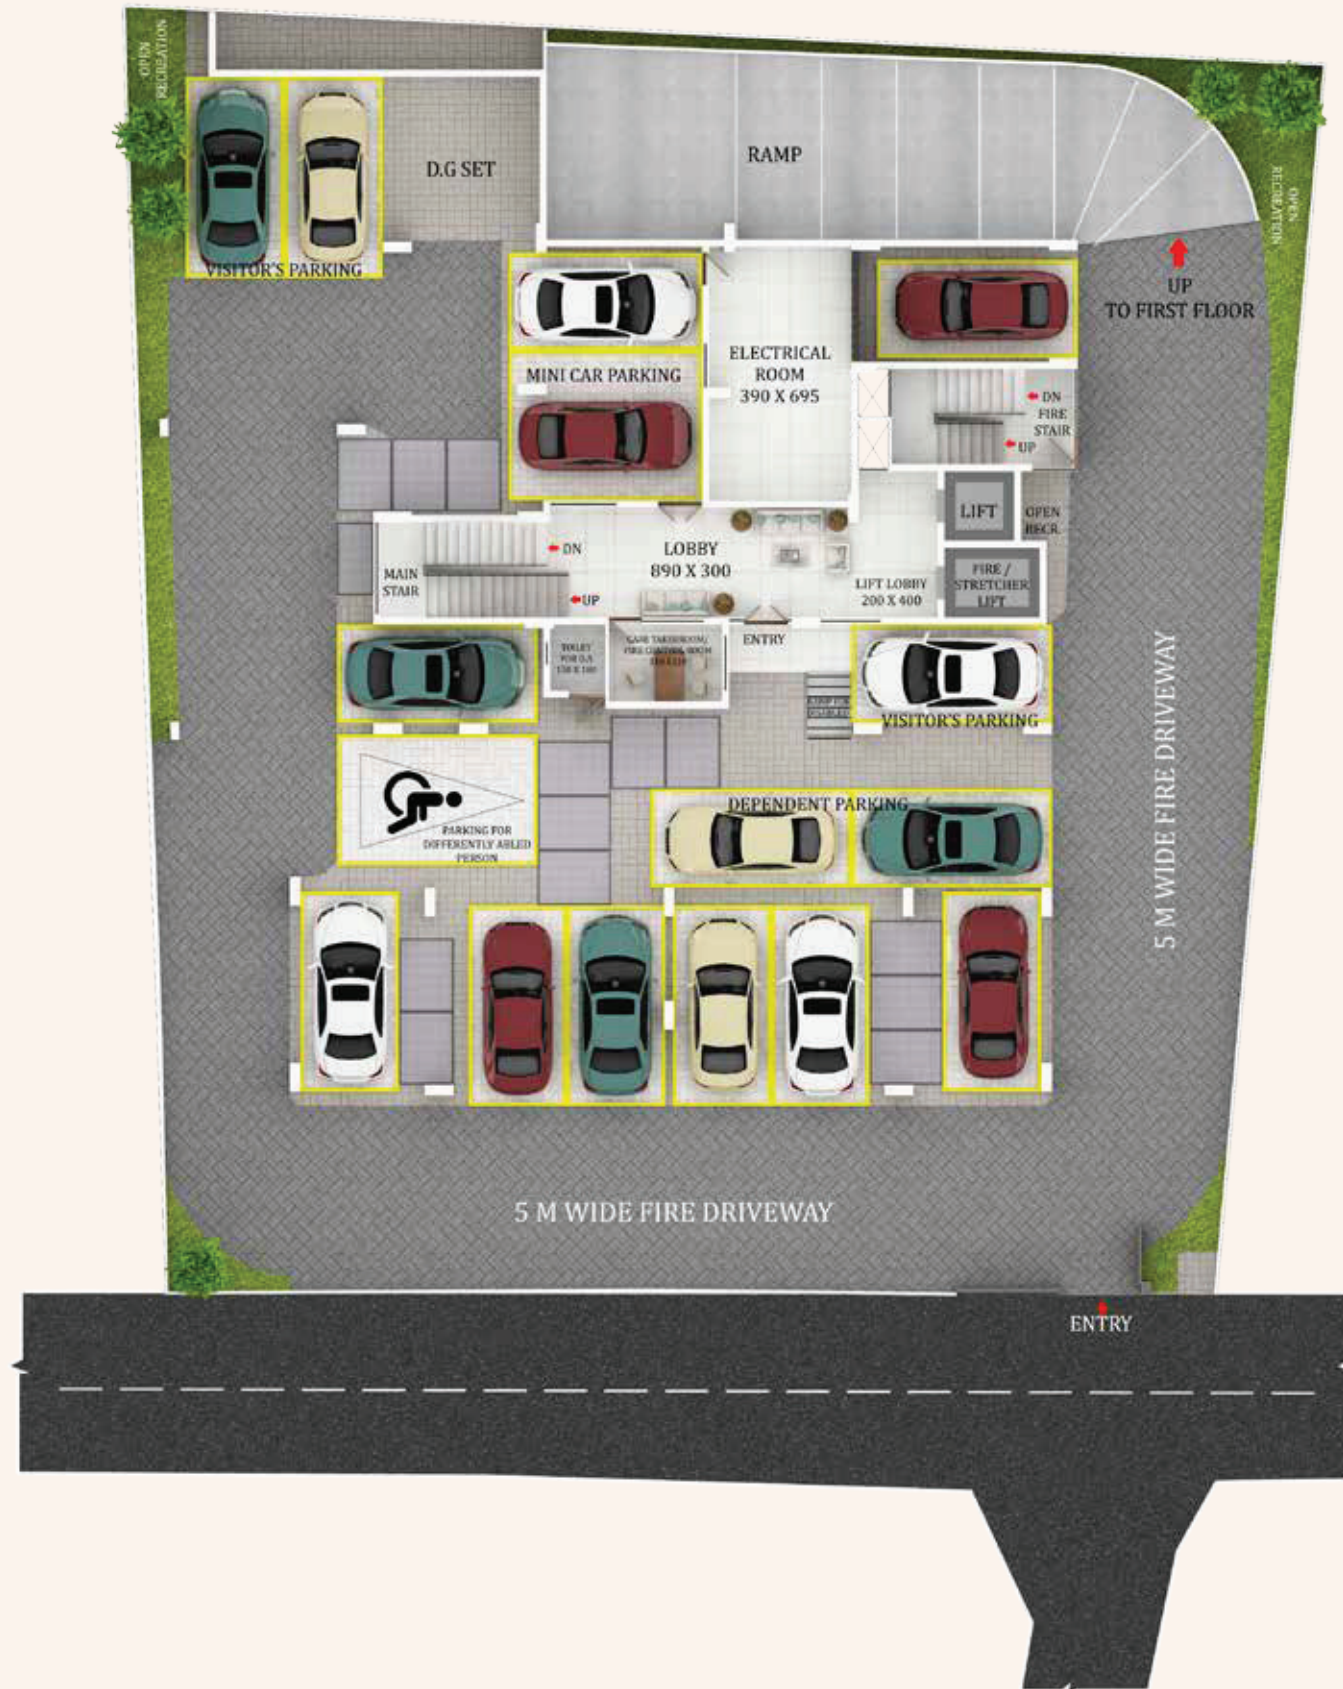 OPEN
RECREATION
D.G SET
RAMP
VISITOR'S PARKING
OPEN
RECREATION
UP
TO FIRST FLOOR
MINI CAR PARKING
ELECTRICAL
ROOM
390 X 695
DN
FIRE
STAIR
UP
LIFT
OPEN
RECR.
DN
LOBBY
890 X 300
MAIN
STAIR
UP
LIFT LOBBY
200 X 400
FIRE /
STRETCHER
LIFT
TOILET
ENTRY
VISITOR'S PARKING
DEPENDENT PARKING
PARKING FOR
DIFFERENTLY ABLED
PERSON
5 M WIDE FIRE DRIVEWAY
5 M WIDE FIRE DRIVEWAY
ENTRY